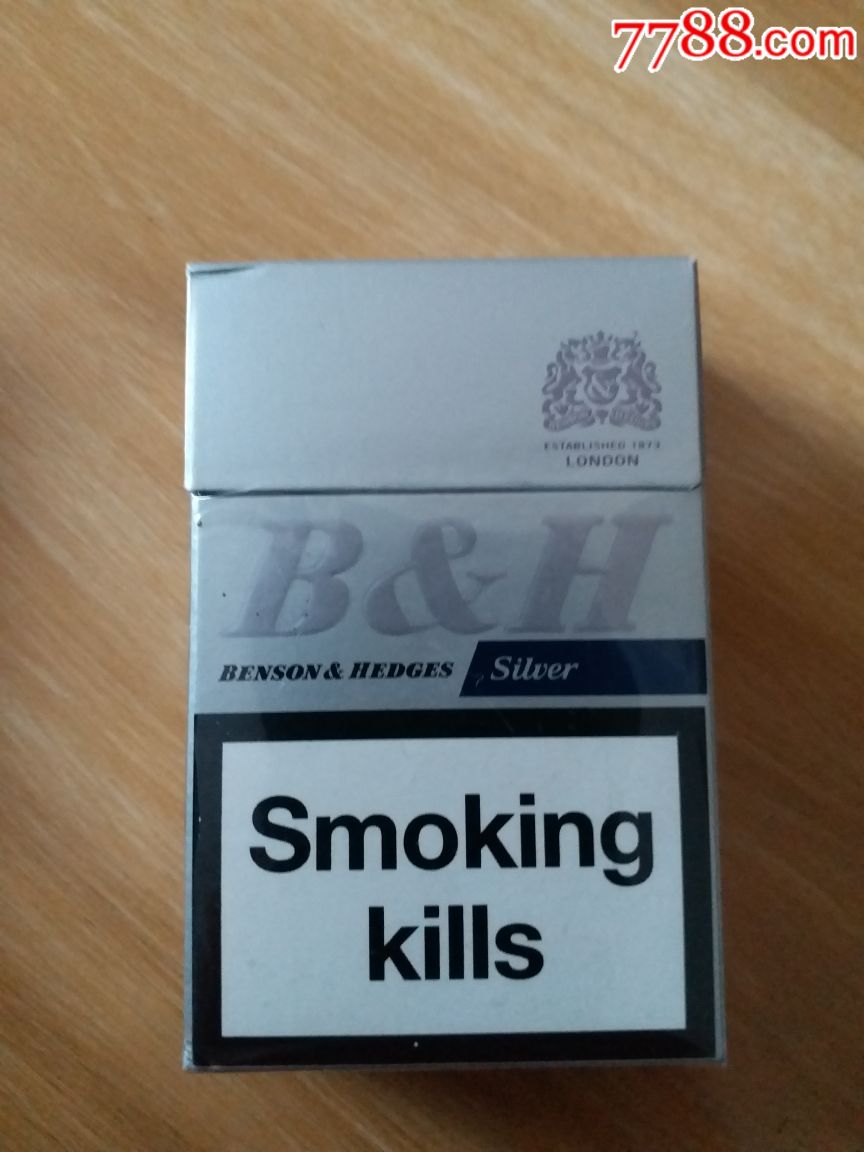 7788.com
ESTABLISHED 1873
LONDON
B&H
BENSON & HEDGES Silver
Smoking
kills